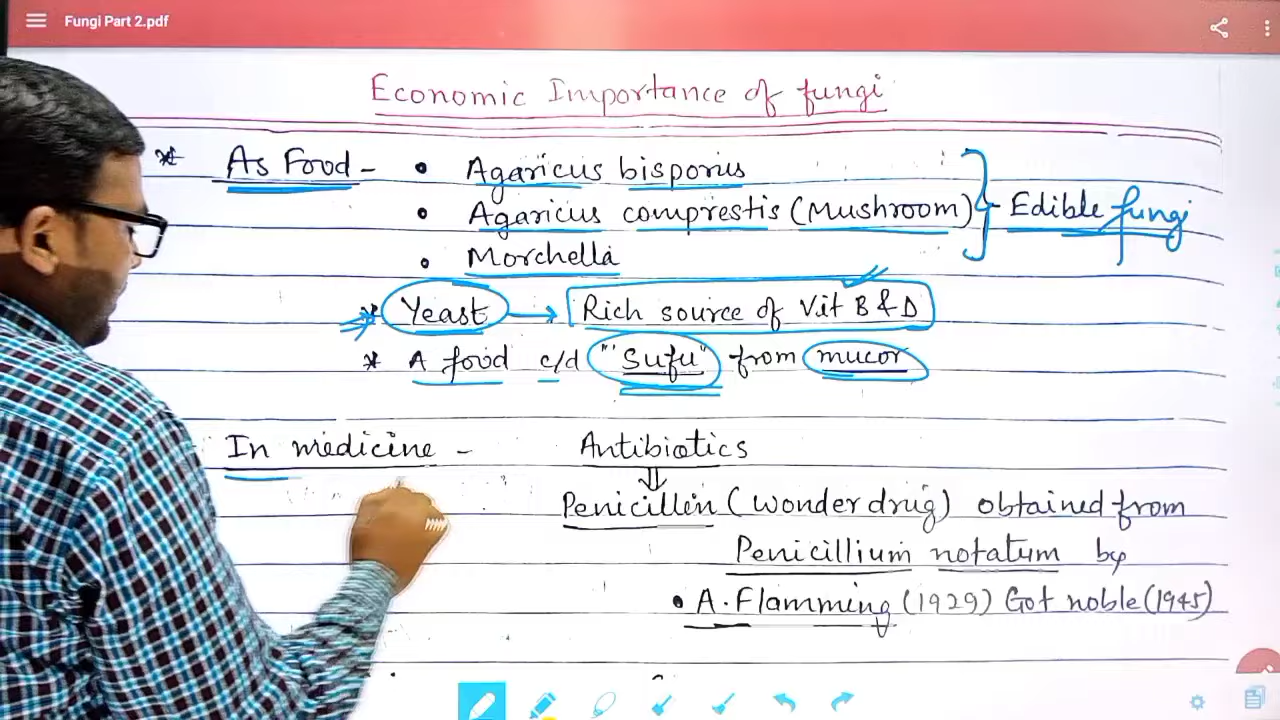 Fungi Part 2.pdf
Economic Importance of fungi
* As Food - • Agaricus bisporius
• Agaricus comprestis (Mushroom)
Edible fungi
• Morchella
* Yeast → Rich source of Vit B & D
* A food c/d "Sufu" from mucor
In medicine - Antibiotics
⇓
Penicillin (wonder drug) obtained from
Penicillium notatum by
• A. Flamming (1929) Got noble (1945)